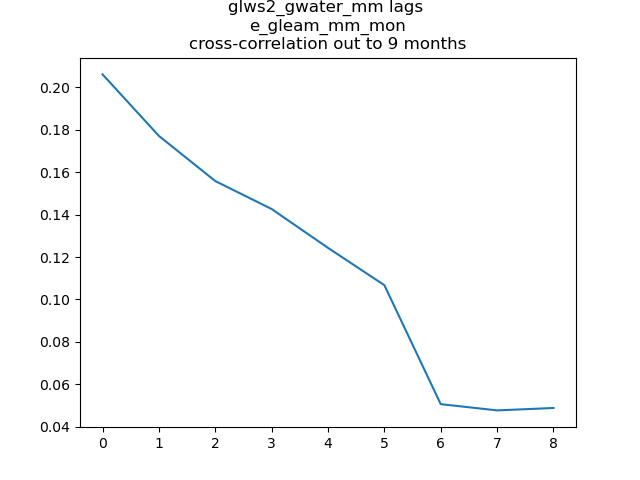 glws2_gwater_mm lags
e_gleam_mm_mon
cross-correlation out to 9 months
0.20
0.18
0.16
0.14
0.12
0.10
0.08
0.06
0.04
0 1 2 3 4 5 6 7 8